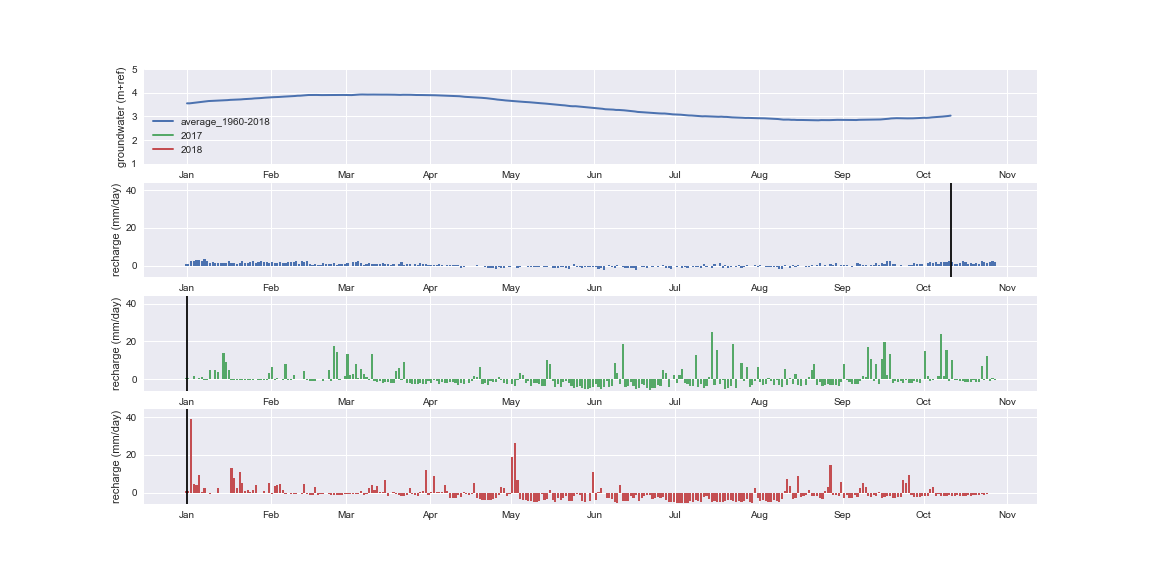 groundwater (m+ref)
5
4
3
2
1
average_1960-2018
2017
2018
Jan Feb Mar Apr May Jun Jul Aug Sep Oct Nov
recharge (mm/day)
40
20
0
Jan Feb Mar Apr May Jun Jul Aug Sep Oct Nov
recharge (mm/day)
40
20
0
Jan Feb Mar Apr May Jun Jul Aug Sep Oct Nov
recharge (mm/day)
40
20
0
Jan Feb Mar Apr May Jun Jul Aug Sep Oct Nov